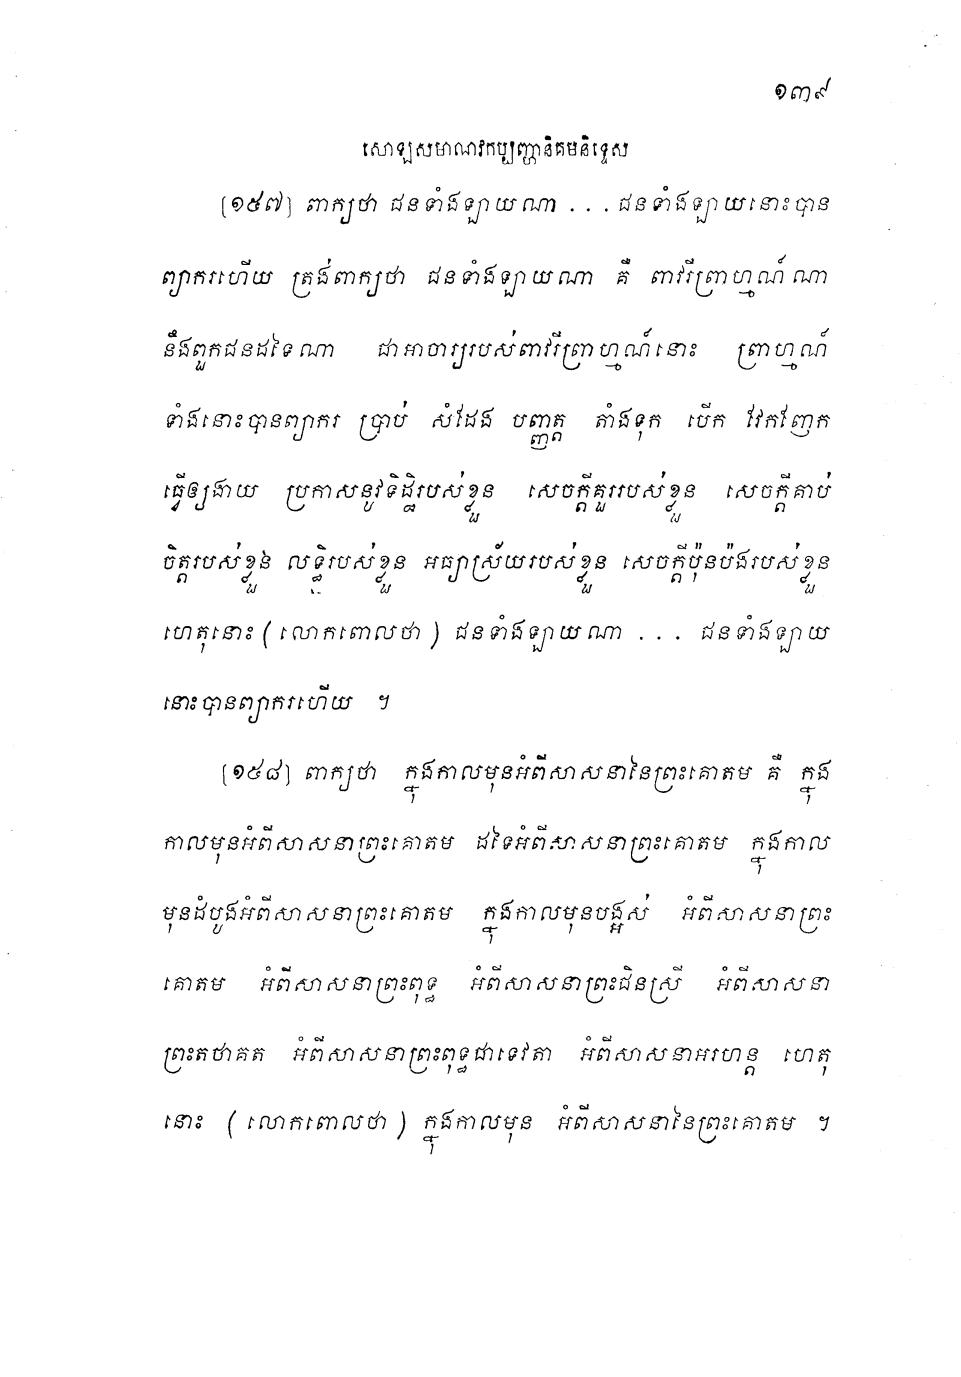 ១៣៩
សោឡសមាណវកប្បញ្ហានិគមនិទ្ទេស
[១៥៧] ពាក្យថា ជនទាំងឡាយណា . . . ជនទាំងឡាយនោះបាន
ព្យាករហើយ ត្រង់ពាក្យថា ជនទាំងឡាយណា គឺ ពាវរីព្រាហ្មណ៍ណា
នឹងពួកជនដទៃណា ជាអាចារ្យរបស់ពាវរីព្រាហ្មណ៍នោះ ព្រាហ្មណ៍
ទាំងនោះបានព្យាករ ប្រាប់ សំដែង បញ្ញត្ត តាំងទុក បើក វែកញែក
ធ្វើឲ្យងាយ ប្រកាសនូវទិដ្ឋិរបស់ខ្លួន សេចក្តីគួររបស់ខ្លួន សេចក្តីគាប់
ចិត្តរបស់ខ្លួន លទ្ធិរបស់ខ្លួន អធ្យាស្រ័យរបស់ខ្លួន សេចក្តីប៉ុនប៉ងរបស់ខ្លួន
ហេតុនោះ ( លោកពោលថា ) ជនទាំងឡាយណា . . . ជនទាំងឡាយ
នោះបានព្យាករហើយ ។
[១៥៨] ពាក្យថា ក្នុងកាលមុនអំពីសាសនានៃព្រះគោតម គឺ ក្នុង
កាលមុនអំពីសាសនាព្រះគោតម ដទៃអំពីសាសនាព្រះគោតម ក្នុងកាល
មុនដំបូងអំពីសាសនាព្រះគោតម ក្នុងកាលមុនបង្អស់ អំពីសាសនាព្រះ
គោតម អំពីសាសនាព្រះពុទ្ធ អំពីសាសនាព្រះជិនស្រី អំពីសាសនា
ព្រះតថាគត អំពីសាសនាព្រះពុទ្ធជាទេវតា អំពីសាសនាអរហន្ត ហេតុ
នោះ ( លោកពោលថា ) ក្នុងកាលមុន អំពីសាសនានៃព្រះគោតម ។